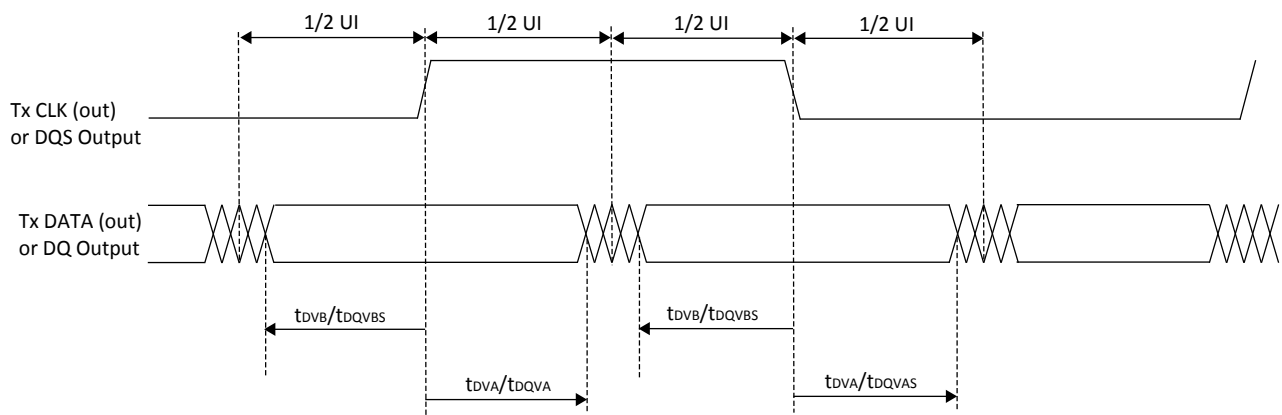 1/2 UI 1/2 UI 1/2 UI 1/2 UI
Tx CLK (out)
or DQS Output
Tx DATA (out)
or DQ Output
tDVB/tDQVBS tDVB/tDQVBS
tDVA/tDQVA tDVA/tDQVAS